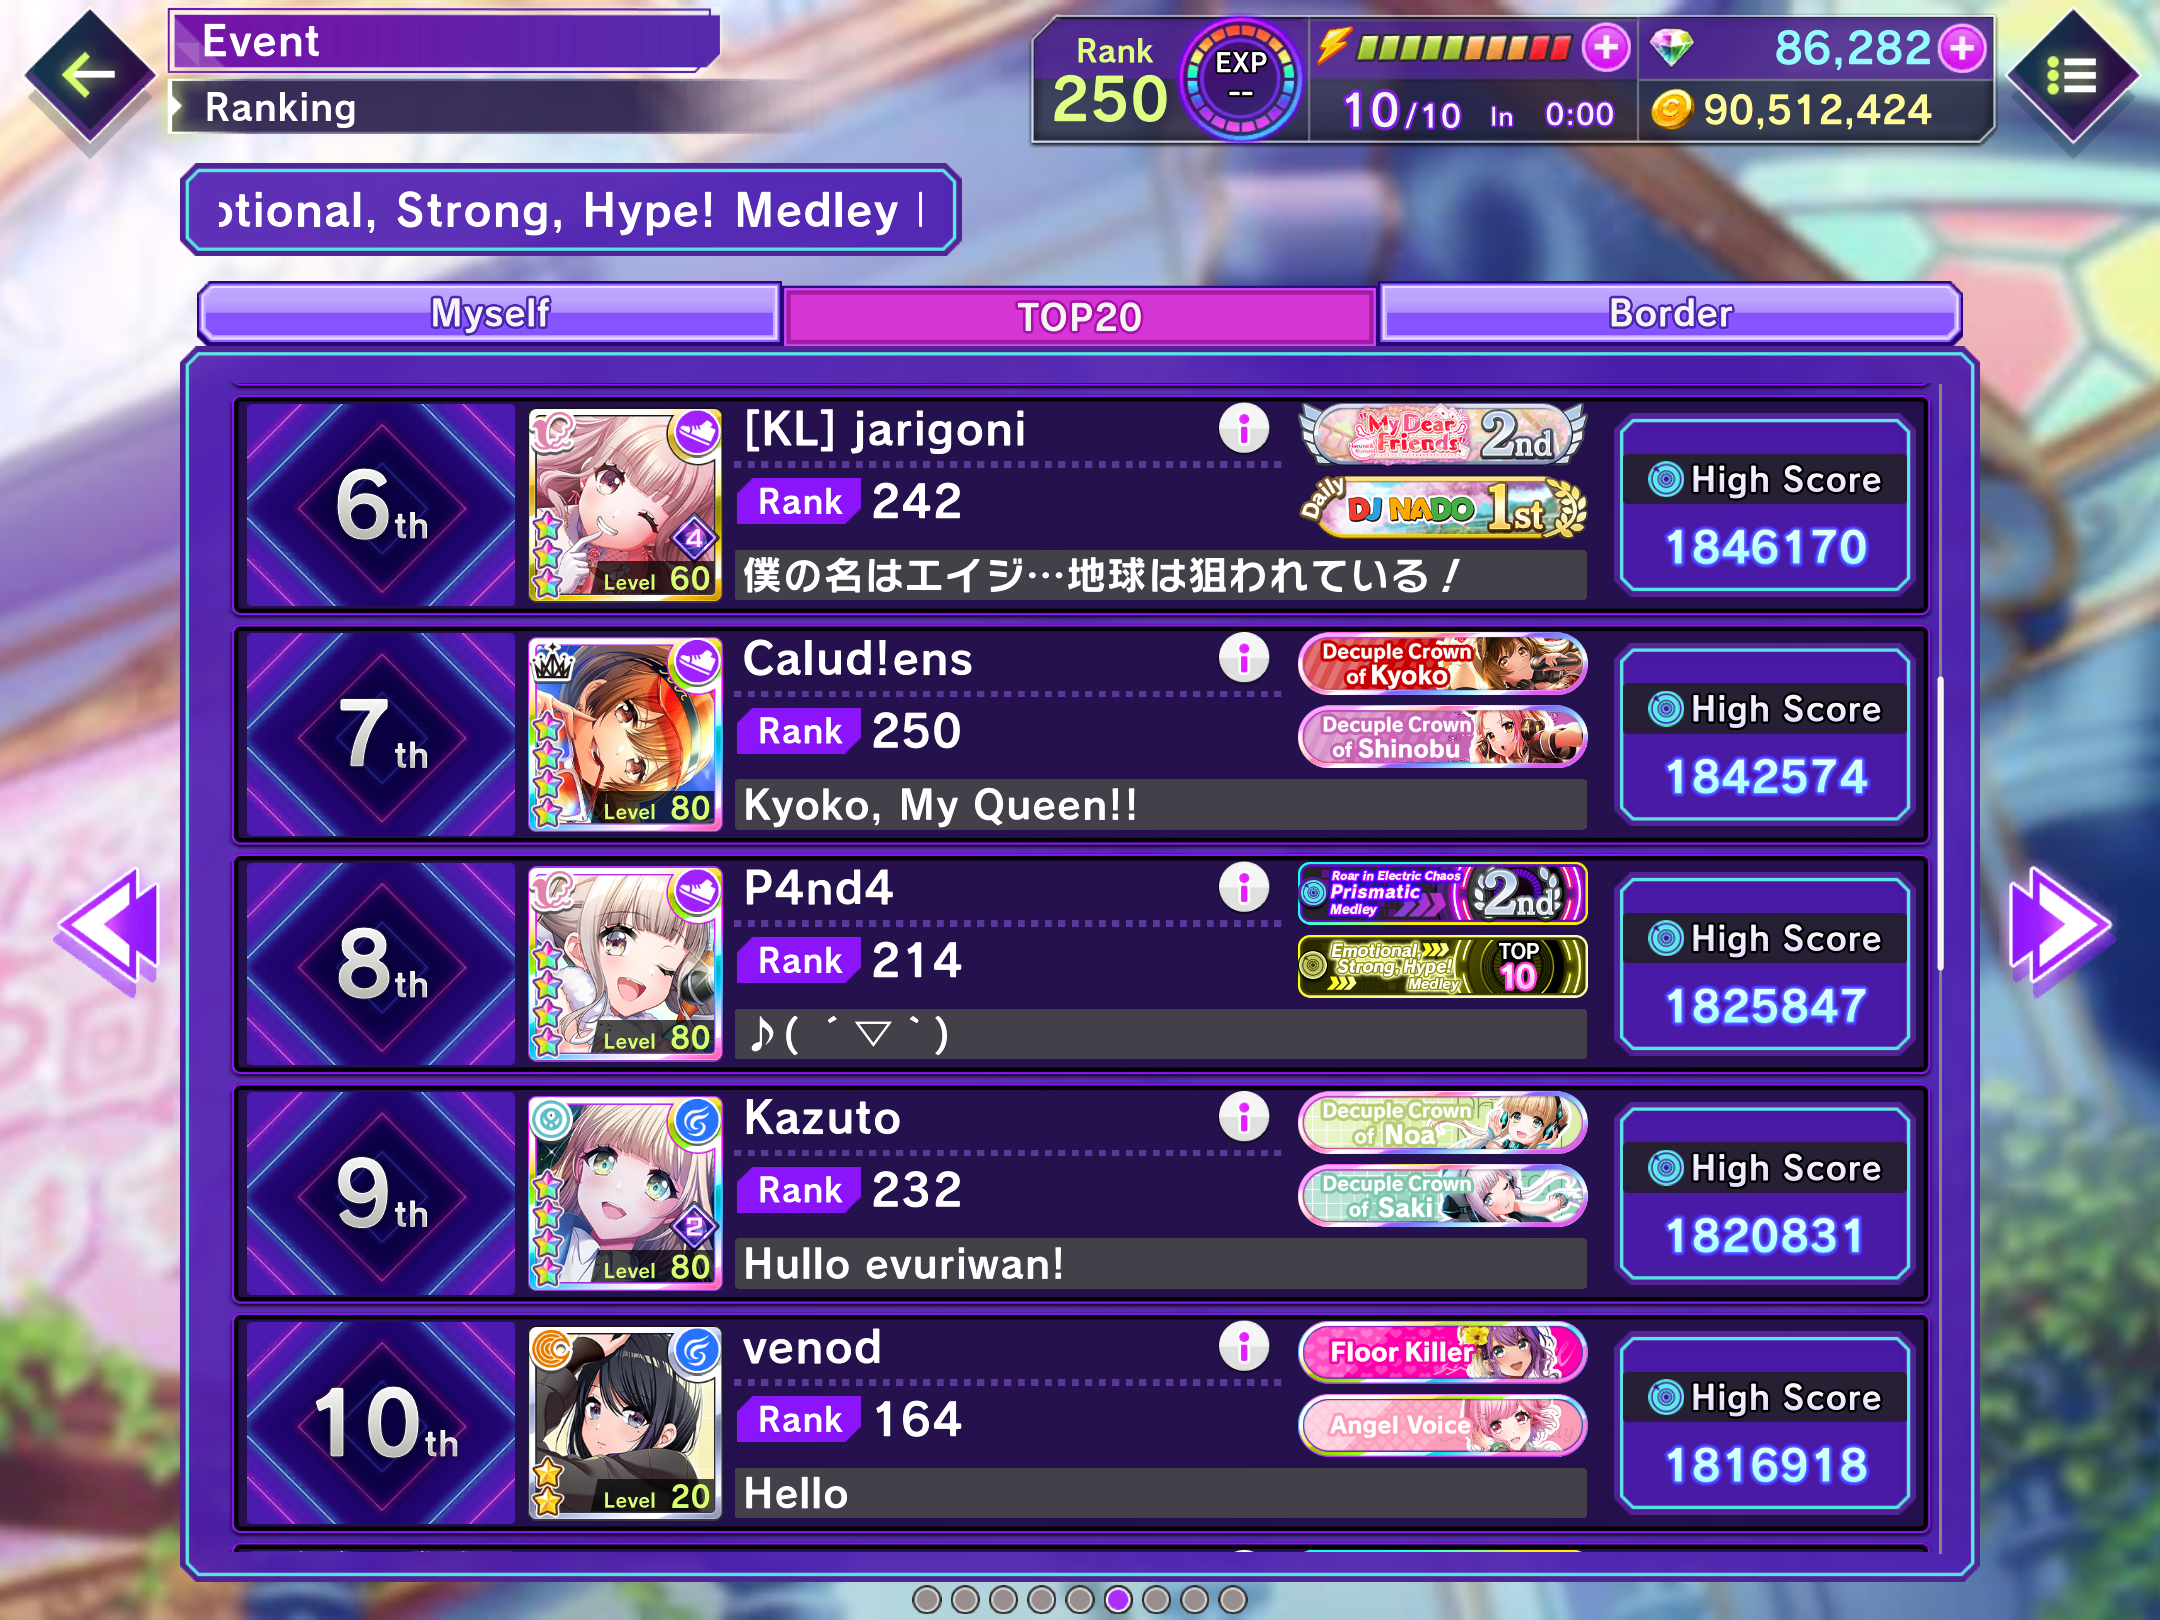 Event
Ranking
Rank
250
EXP
--
10/10 In 0:00
86,282
90,512,424
otional, Strong, Hype! Medley
Myself
TOP20
Border
6th
Level 60
4
[KL] jarigoni
Rank 242
僕の名はエイジ…地球は狙われている！
"My Dear Friends" 2nd
Daily DJ NADO 1st
High Score
1846170
7th
Level 80
Calud!ens
Rank 250
Kyoko, My Queen!!
Decuple Crown
of Kyoko
Decuple Crown
of Shinobu
High Score
1842574
8th
Level 80
P4nd4
Rank 214
♪( ´ ▽ ` )
Roar in Electric Chaos
Prismatic
Medley
2nd
Emotional,
Strong, Hype!
Medley
TOP
10
High Score
1825847
9th
Level 80
2
Kazuto
Rank 232
Hullo evuriwan!
Decuple Crown
of Noa
Decuple Crown
of Saki
High Score
1820831
10th
Level 20
venod
Rank 164
Hello
Floor Killer
Angel Voice
High Score
1816918